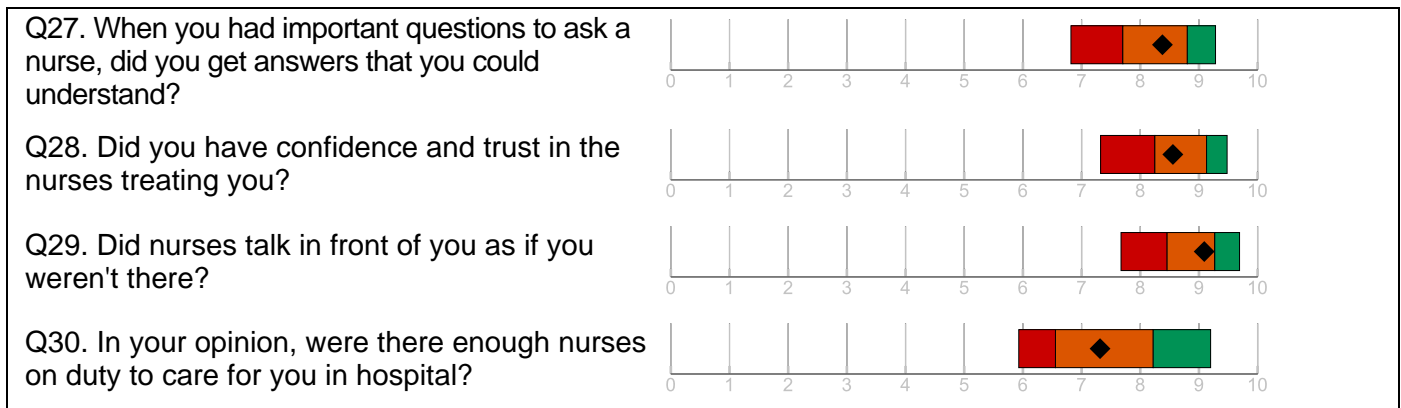 Q27. When you had important questions to ask a
nurse, did you get answers that you could
understand?
0 1 2 3 4 5 6 7 8 9 10
Q28. Did you have confidence and trust in the
nurses treating you?
0 1 2 3 4 5 6 7 8 9 10
Q29. Did nurses talk in front of you as if you
weren't there?
0 1 2 3 4 5 6 7 8 9 10
Q30. In your opinion, were there enough nurses
on duty to care for you in hospital?
0 1 2 3 4 5 6 7 8 9 10